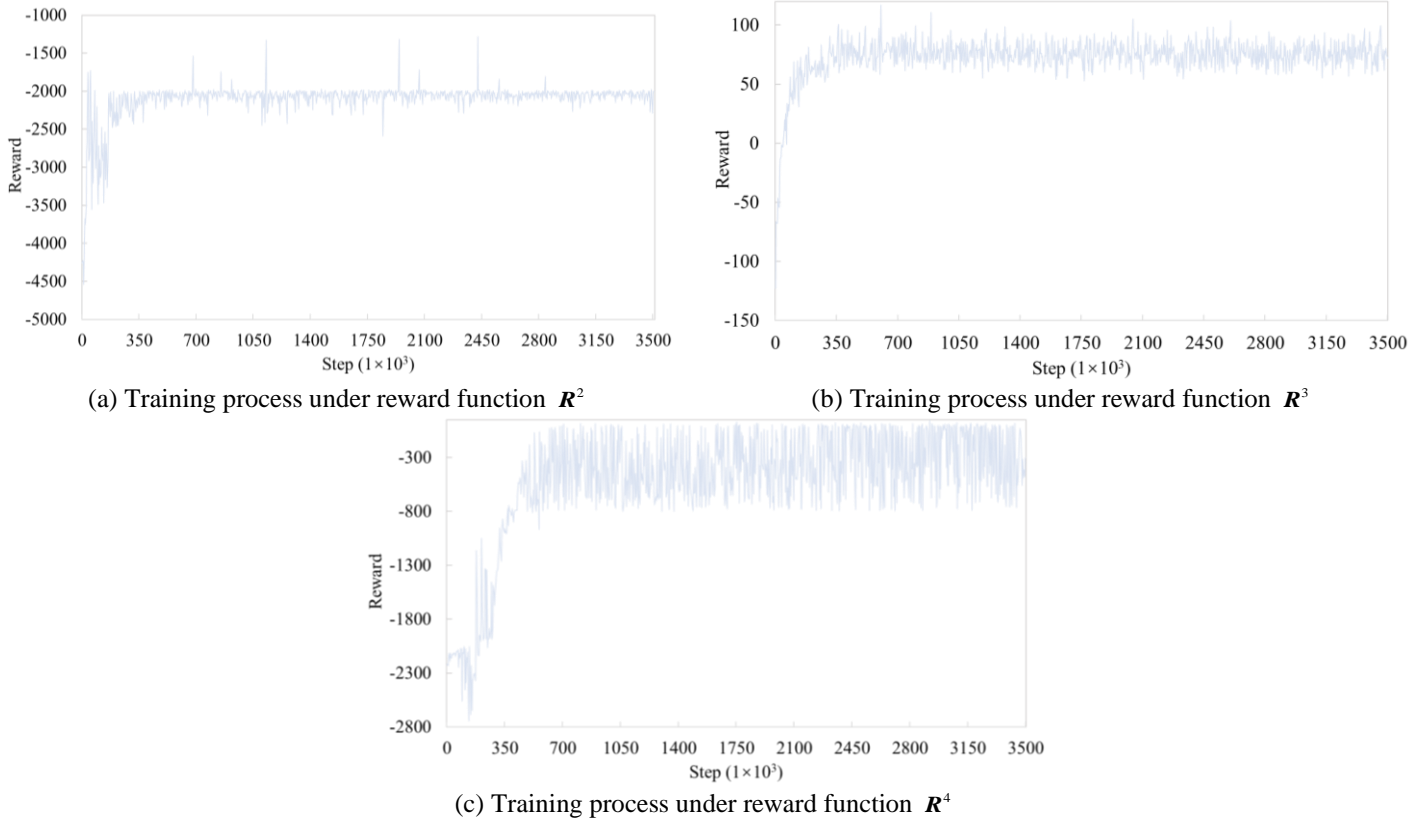 -1000
-1500
-2000
-2500
-3000
-3500
-4000
-4500
-5000
Reward
0 350 700 1050 1400 1750 2100 2450 2800 3150 3500
Step (1×10³)
(a) Training process under reward function R²
100
50
0
-50
-100
-150
Reward
0 350 700 1050 1400 1750 2100 2450 2800 3150 3500
Step (1×10³)
(b) Training process under reward function R³
-300
-800
-1300
-1800
-2300
-2800
Reward
0 350 700 1050 1400 1750 2100 2450 2800 3150 3500
Step (1×10³)
(c) Training process under reward function R⁴